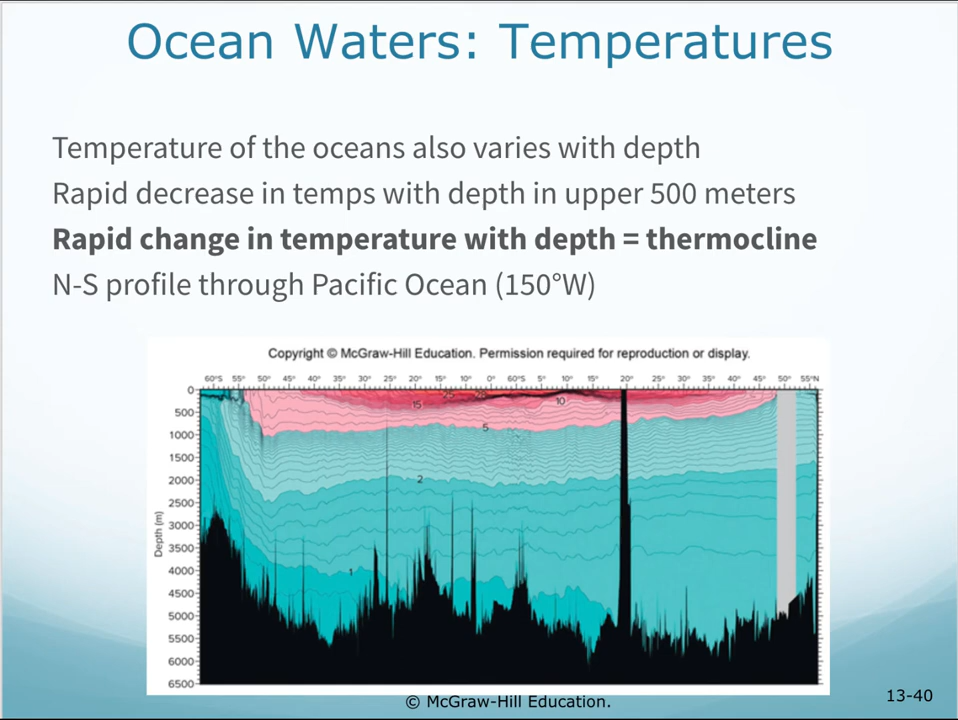 Ocean Waters: Temperatures
Temperature of the oceans also varies with depth
Rapid decrease in temps with depth in upper 500 meters
Rapid change in temperature with depth = thermocline
N-S profile through Pacific Ocean (150°W)
Copyright © McGraw-Hill Education. Permission required for reproduction or display.
60°S 55° 50° 45° 40° 35° 30° 25° 20° 15° 10° 0° 60°S 5° 10° 15° 20° 25° 30° 35° 40° 45° 50° 55°N
0
500
1000
1500
2000
2500
3000
3500
4000
4500
5000
5500
6000
6500
Depth (m)
15 25 10
5
2
1
© McGraw-Hill Education.
13-40